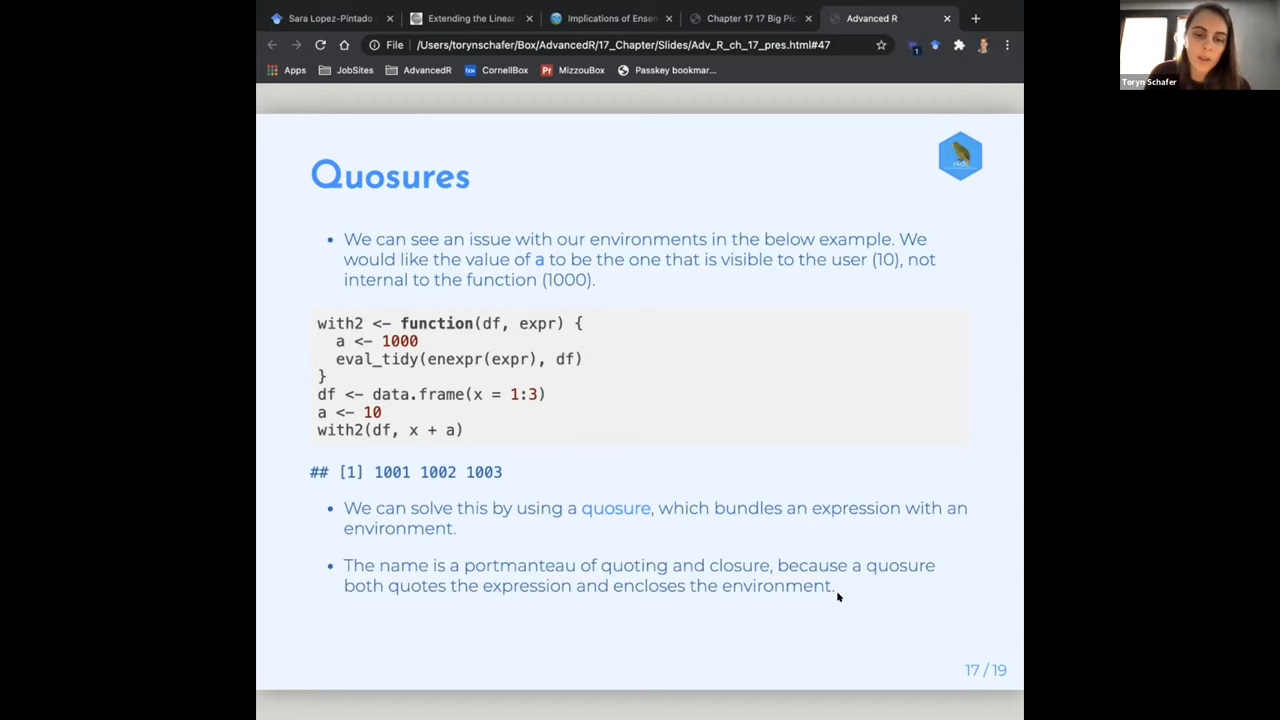 Sara Lopez-Pintado
Extending the Linear
Implications of Ensem
Chapter 17 17 Big Pic
Advanced R
File
/Users/torynschafer/Box/AdvancedR/17_Chapter/Slides/Adv_R_ch_17_pres.html#47
Apps
JobSites
AdvancedR
box
CornellBox
Pf
MizzouBox
Passkey bookmar...
1
Toryn Schafer
Quosures
• We can see an issue with our environments in the below example. We
would like the value of a to be the one that is visible to the user (10), not
internal to the function (1000).
with2 <- function(df, expr) {
a <- 1000
eval_tidy(enexpr(expr), df)
}
df <- data.frame(x = 1:3)
a <- 10
with2(df, x + a)
## [1] 1001 1002 1003
• We can solve this by using a quosure, which bundles an expression with an
environment.
• The name is a portmanteau of quoting and closure, because a quosure
both quotes the expression and encloses the environment.
17 / 19